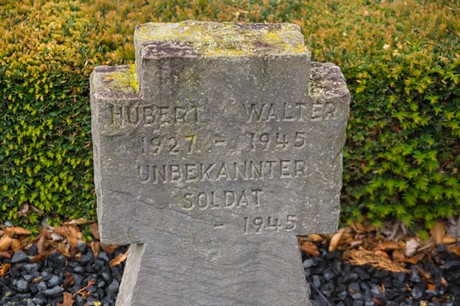 HUBERT WALTER
1927 - 1945
UNBEKANNTER
SOLDAT
- 1945